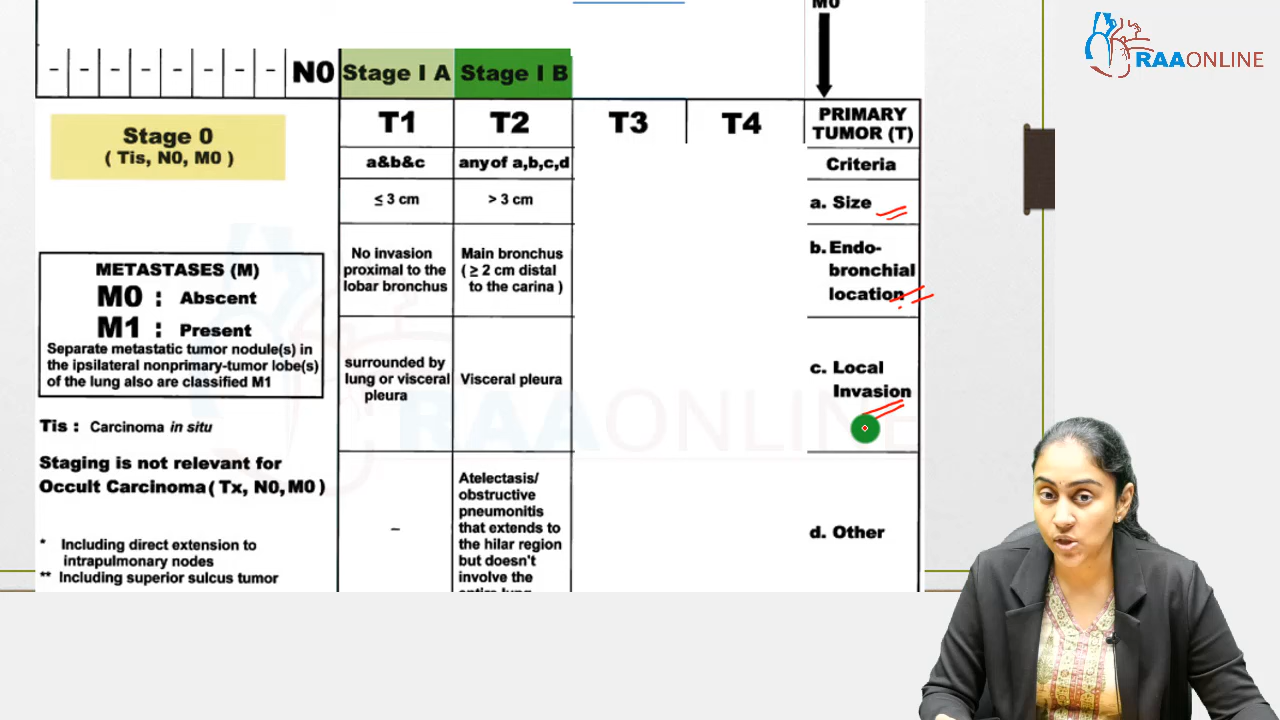 M0
RAAONLINE
- - - - - - - - N0 Stage I A Stage I B
Stage 0
( Tis, N0, M0 )
METASTASES (M)
M0 : Abscent
M1 : Present
Separate metastatic tumor nodule(s) in
the ipsilateral nonprimary-tumor lobe(s)
of the lung also are classified M1
Tis : Carcinoma in situ
Staging is not relevant for
Occult Carcinoma ( Tx, N0, M0 )
* Including direct extension to
intrapulmonary nodes
** Including superior sulcus tumor
T1
a&b&c
≤ 3 cm
No invasion
proximal to the
lobar bronchus
surrounded by
lung or visceral
pleura
–
T2
any of a,b,c,d
> 3 cm
Main bronchus
( ≥ 2 cm distal
to the carina )
Visceral pleura
Atelectasis/
obstructive
pneumonitis
that extends to
the hilar region
but doesn't
involve the
entire lung
T3
T4
PRIMARY
TUMOR (T)
Criteria
a. Size
b. Endo-
bronchial
location
c. Local
Invasion
d. Other
RAAONLINE